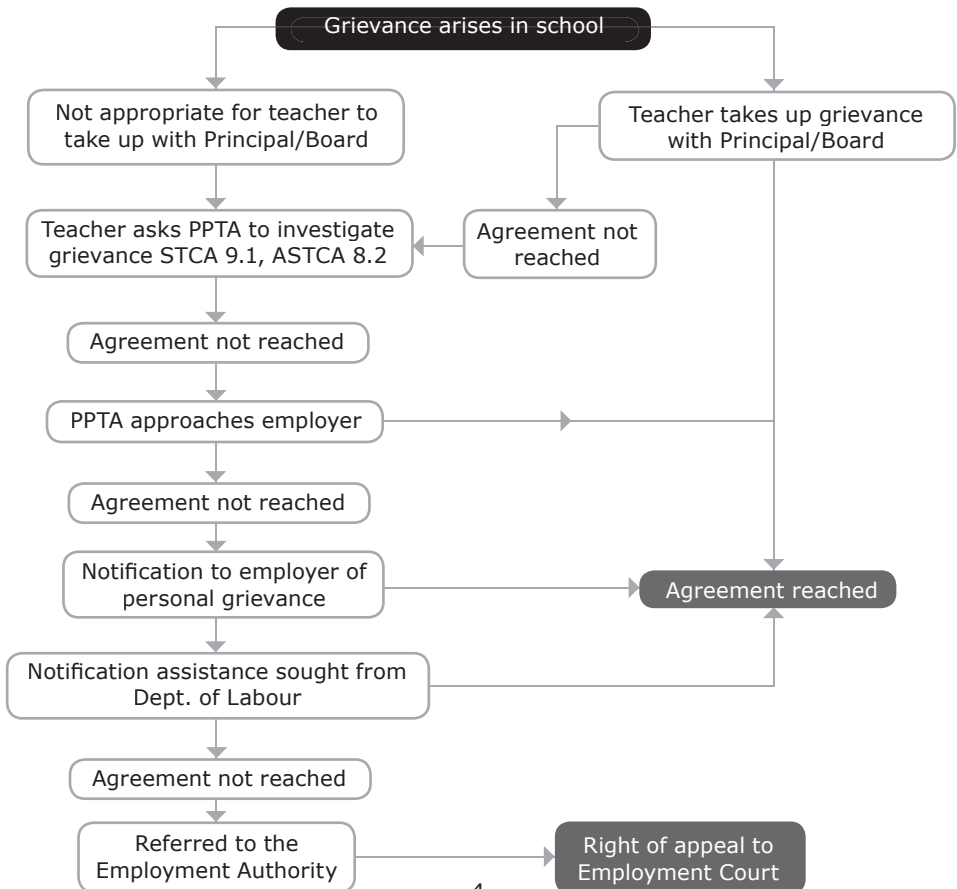 Grievance arises in school
Not appropriate for teacher to
take up with Principal/Board
Teacher takes up grievance
with Principal/Board
Teacher asks PPTA to investigate
grievance STCA 9.1, ASTCA 8.2
Agreement not
reached
Agreement not reached
PPTA approaches employer
Agreement not reached
Notification to employer of
personal grievance
Agreement reached
Notification assistance sought from
Dept. of Labour
Agreement not reached
Referred to the
Employment Authority
Right of appeal to
Employment Court
4